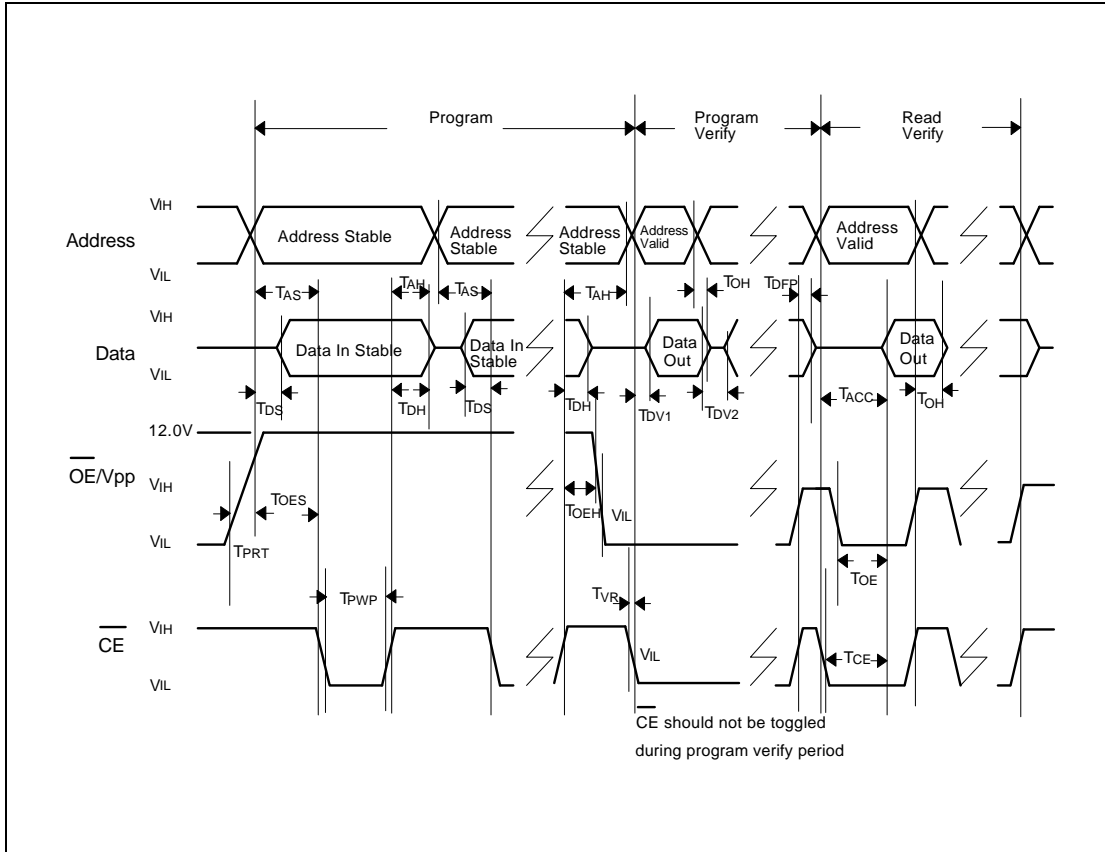 Program
Program Verify
Read Verify
Address
VIH
VIL
Address Stable
Address Stable
Address Stable
Address Valid
Address Valid
TAS
TAH
TAS
TAH
TOH
TDFP
Data
VIH
VIL
Data In Stable
Data In Stable
Data Out
Data Out
TDS
TDH
TDS
TDH
TDV1
TDV2
TACC
TOH
OE/Vpp
12.0V
VIH
VIL
TPRT
TOES
TOEH
VIL
TOE
CE
VIH
VIL
TPWP
TVR
VIL
TCE
CE should not be toggled
during program verify period